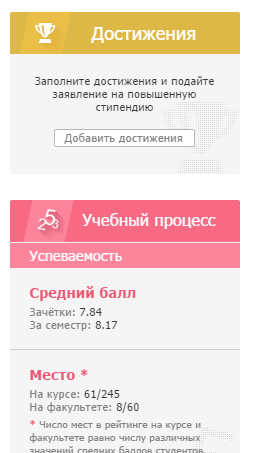 Достижения
Заполните достижения и подайте
заявление на повышенную
стипендию
Добавить достижения
253
Учебный процесс
Успеваемость
Средний балл
Зачётки: 7.84
За семестр: 8.17
Место *
На курсе: 61/245
На факультете: 8/60
* Число мест в рейтинге на курсе и
факультете равно числу различных
значений средних баллов студентов